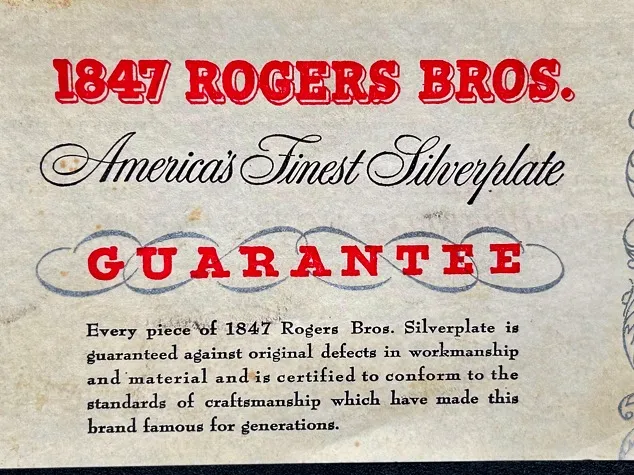 1847 ROGERS BROS.
America's Finest Silverplate
GUARANTEE
Every piece of 1847 Rogers Bros. Silverplate is
guaranteed against original defects in workmanship
and material and is certified to conform to the
standards of craftsmanship which have made this
brand famous for generations.